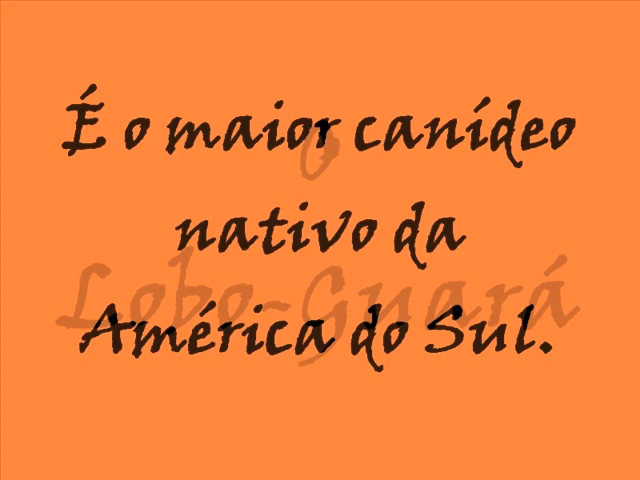 É o maior canídeo
O
nativo da
Lobo-Guará
América do Sul.